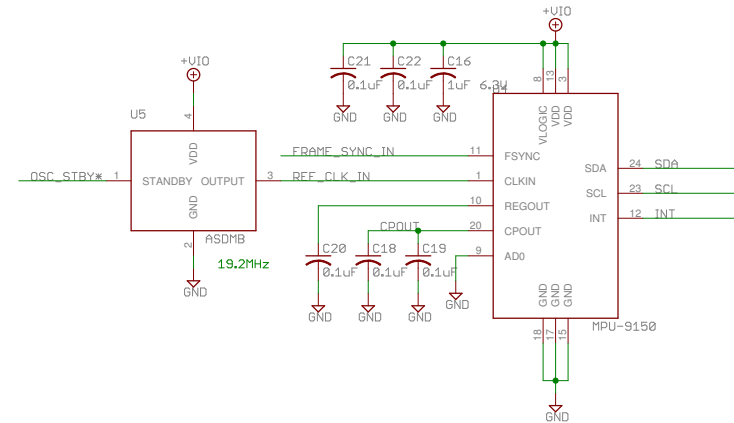 +VIO
+VIO
C21
C22
C16
0.1uF
0.1uF
1uF 6.3V
GND
GND
GND
U5
4
VDD
1
STANDBY
OUTPUT
3
GND
2
ASDMB
19.2MHz
GND
OSC_STBY*
FRAME_SYNC_IN
REF_CLK_IN
CPOUT
C20
C18
C19
0.1uF
0.1uF
0.1uF
GND
GND
GND
GND
8
13
3
VLOGIC
VDD
VDD
11
FSYNC
1
CLKIN
10
REGOUT
20
CPOUT
9
AD0
SDA
24
SDA
SCL
23
SCL
INT
12
INT
GND
GND
GND
18
17
15
MPU-9150
GND